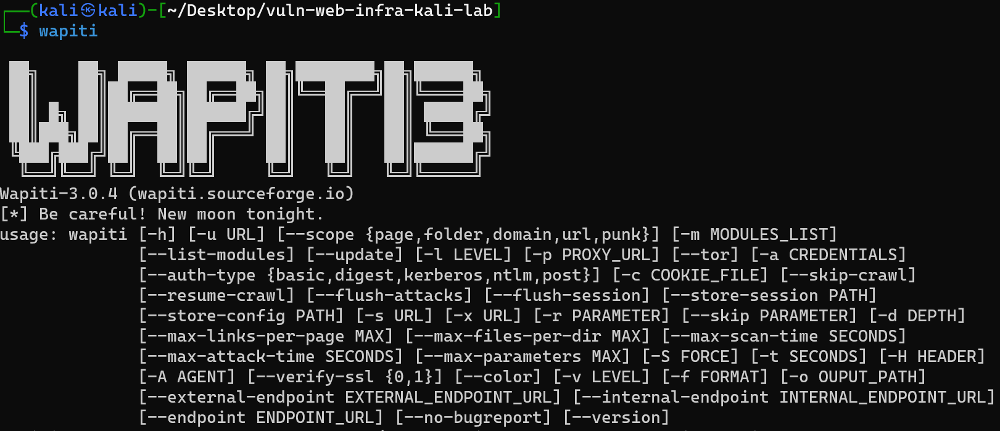 (kali㉿kali)-[~/Desktop/vuln-web-infra-kali-lab]
$ wapiti
WAPITI3
Wapiti-3.0.4 (wapiti.sourceforge.io)
[*] Be careful! New moon tonight.
usage: wapiti [-h] [-u URL] [--scope {page,folder,domain,url,punk}] [-m MODULES_LIST]
[--list-modules] [--update] [-l LEVEL] [-p PROXY_URL] [--tor] [-a CREDENTIALS]
[--auth-type {basic,digest,kerberos,ntlm,post}] [-c COOKIE_FILE] [--skip-crawl]
[--resume-crawl] [--flush-attacks] [--flush-session] [--store-session PATH]
[--store-config PATH] [-s URL] [-x URL] [-r PARAMETER] [--skip PARAMETER] [-d DEPTH]
[--max-links-per-page MAX] [--max-files-per-dir MAX] [--max-scan-time SECONDS]
[--max-attack-time SECONDS] [--max-parameters MAX] [-S FORCE] [-t SECONDS] [-H HEADER]
[-A AGENT] [--verify-ssl {0,1}] [--color] [-v LEVEL] [-f FORMAT] [-o OUPUT_PATH]
[--external-endpoint EXTERNAL_ENDPOINT_URL] [--internal-endpoint INTERNAL_ENDPOINT_URL]
[--endpoint ENDPOINT_URL] [--no-bugreport] [--version]